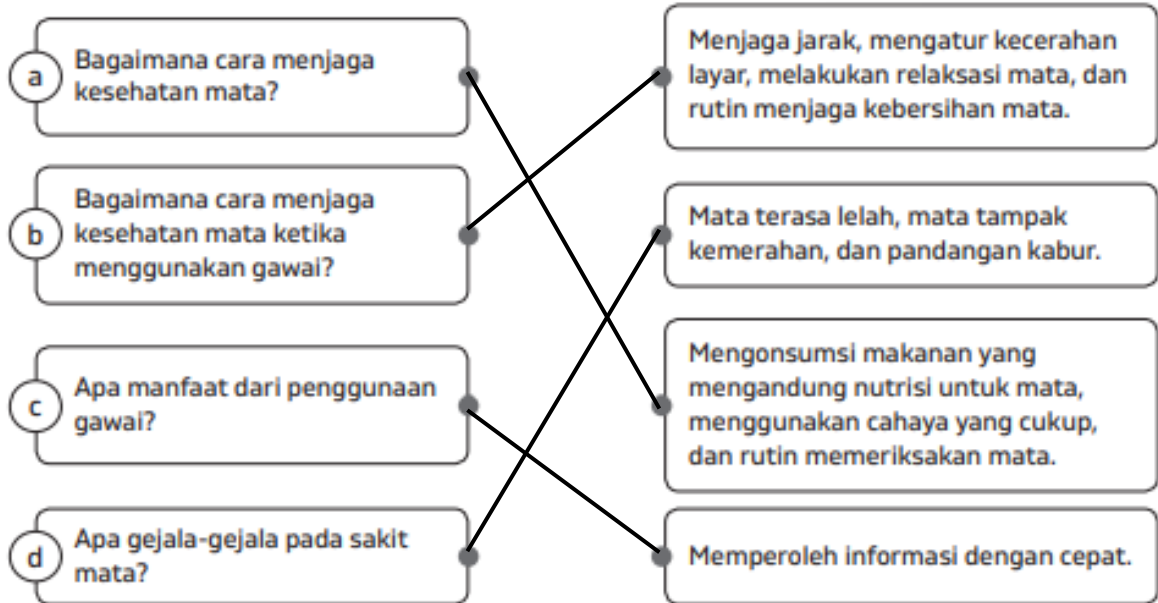 a
Bagaimana cara menjaga
kesehatan mata?
b
Bagaimana cara menjaga
kesehatan mata ketika
menggunakan gawai?
c
Apa manfaat dari penggunaan
gawai?
d
Apa gejala-gejala pada sakit
mata?
Menjaga jarak, mengatur kecerahan
layar, melakukan relaksasi mata, dan
rutin menjaga kebersihan mata.
Mata terasa lelah, mata tampak
kemerahan, dan pandangan kabur.
Mengonsumsi makanan yang
mengandung nutrisi untuk mata,
menggunakan cahaya yang cukup,
dan rutin memeriksakan mata.
Memperoleh informasi dengan cepat.